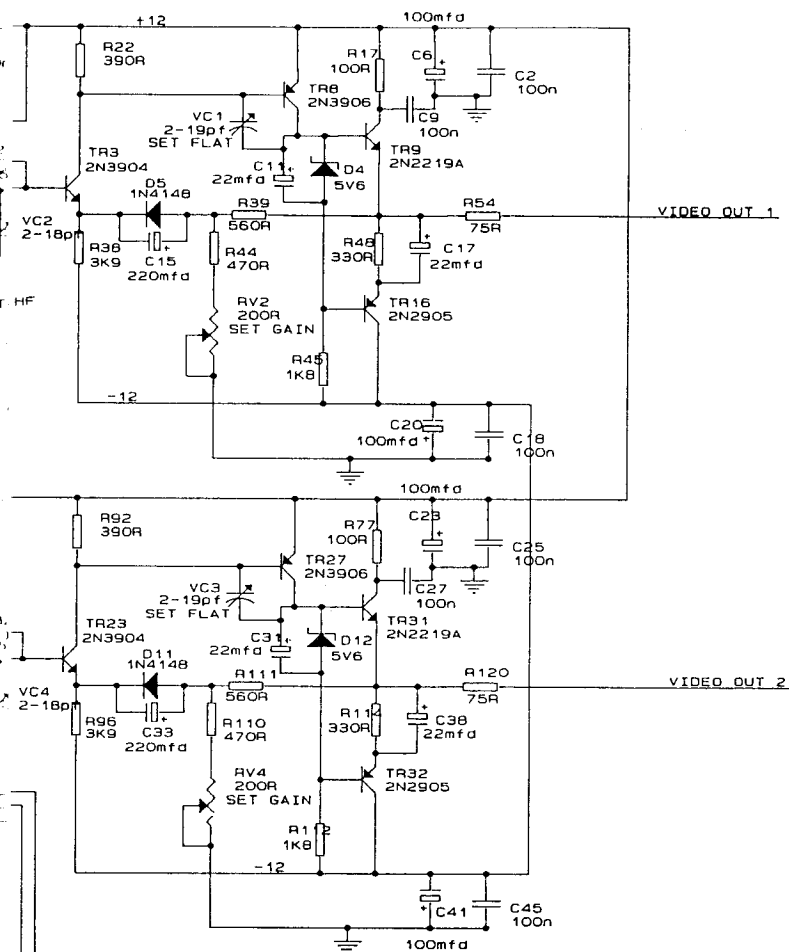 100mfd
+12
R22
390R
R17
100R
C6
+
C2
100n
TR8
2N3906
VC1
2-19pf
SET FLAT
C9
100n
TR3
2N3904
C11
+
22mfd
TR9
2N2219A
D4
5V6
D5
1N4148
R39
560R
R54
75R
VIDEO OUT 1
VC2
2-18p
R38
3K9
C15
+
220mfd
R44
470R
R48
330R
+
C17
22mfd
HF
RV2
200R
SET GAIN
TR16
2N2905
R45
1K8
-12
C20
100mfd +
C18
100n
100mfd
R92
390R
R77
100R
C23
+
C25
100n
TR27
2N3906
VC3
2-19pf
SET FLAT
C27
100n
TR23
2N3904
C31
+
22mfd
TR31
2N2219A
D12
5V6
D11
1N4148
R111
560R
R120
75R
VIDEO OUT 2
VC4
2-18p
R96
3K9
C33
+
220mfd
R110
470R
R114
330R
+
C38
22mfd
RV4
200R
SET GAIN
TR32
2N2905
R112
1K8
-12
+
C41
C45
100n
100mfd